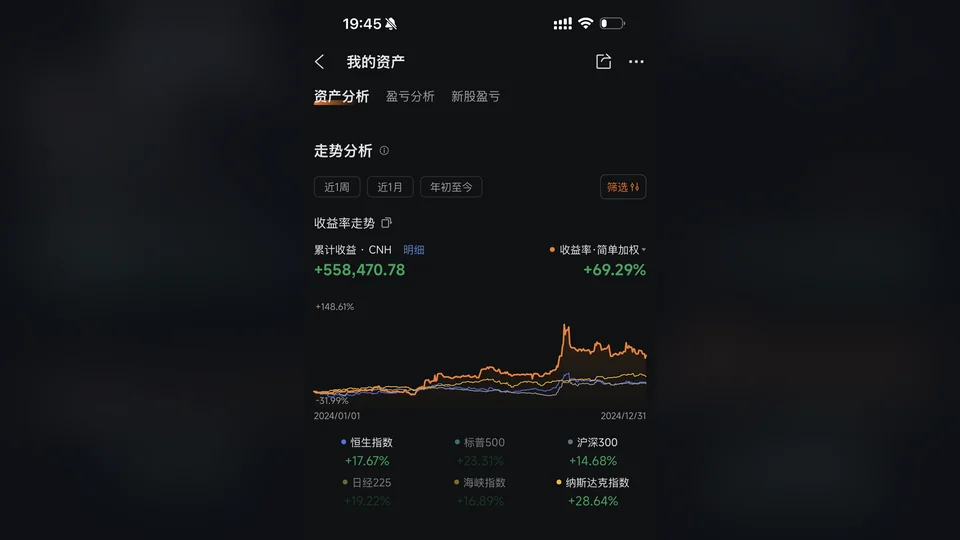 19:45
我的资产
资产分析 盈亏分析 新股盈亏
走势分析
近1周 近1月 年初至今 筛选
收益率走势
累计收益 · CNH 明细 收益率·简单加权
+558,470.78 +69.29%
+148.61%
-31.99%
2024/01/01 2024/12/31
恒生指数 标普500 沪深300
+17.67% +23.31% +14.68%
日经225 海峡指数 纳斯达克指数
+19.22% +16.89% +28.64%